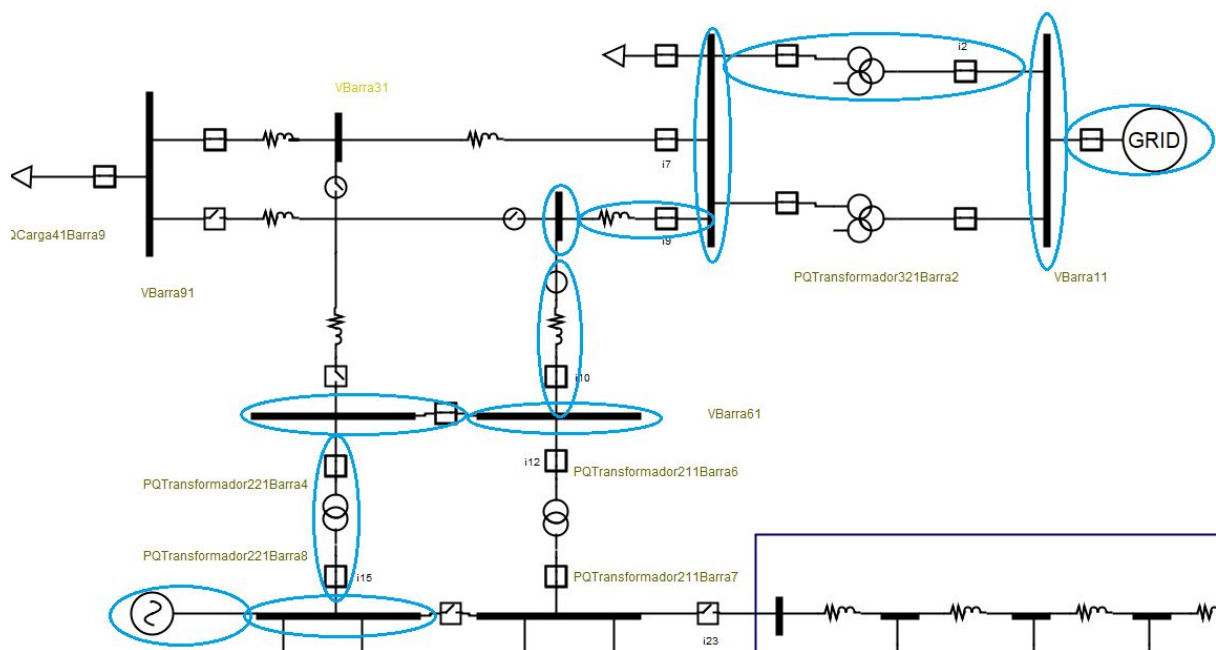 i2
VBarra31
GRID
i7
i9
QCarga41Barra9
VBarra91
PQTransformador321Barra2
VBarra11
i10
VBarra61
i12
PQTransformador221Barra4
PQTransformador211Barra6
PQTransformador221Barra8
i15
PQTransformador211Barra7
i23